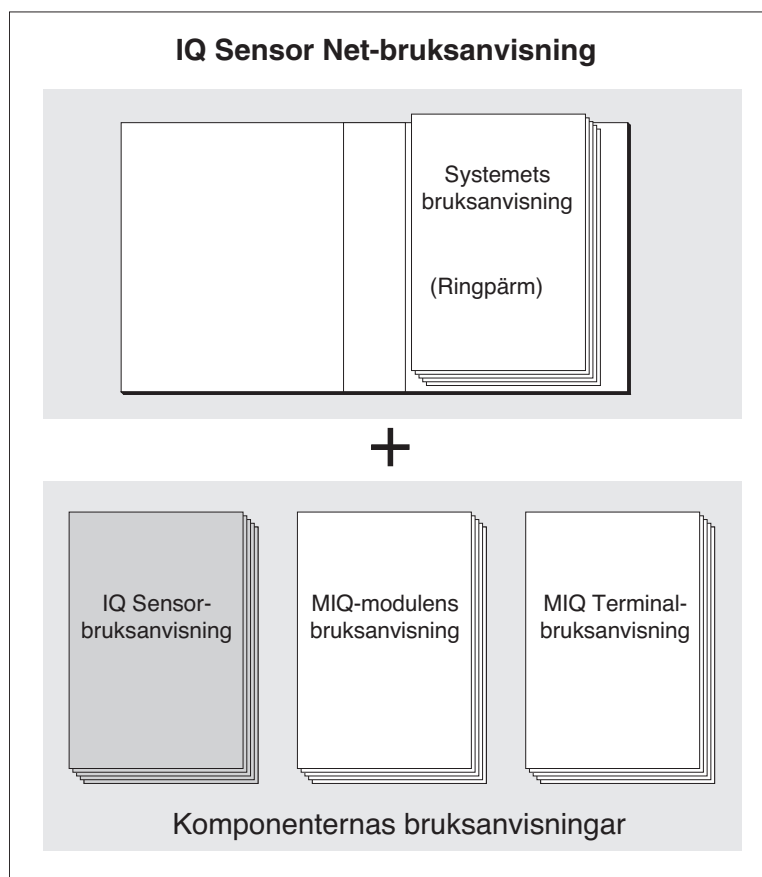 IQ Sensor Net-bruksanvisning
Systemets
bruksanvisning
(Ringpärm)
+
IQ Sensor-
bruksanvisning
MIQ-modulens
bruksanvisning
MIQ Terminal-
bruksanvisning
Komponenternas bruksanvisningar